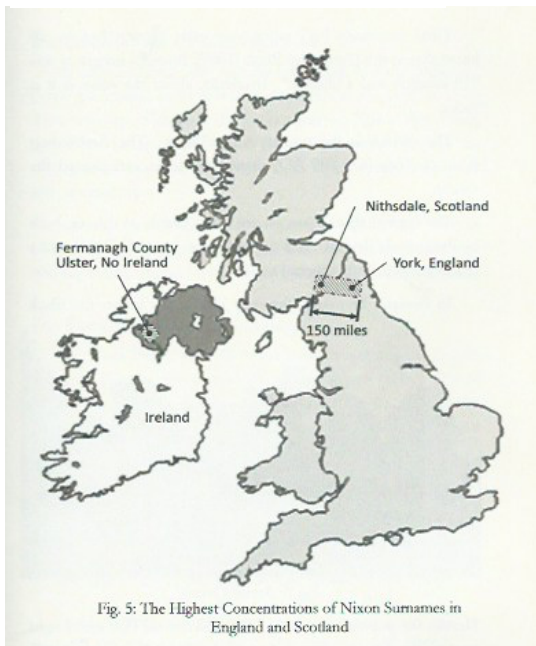 Nithsdale, Scotland
Fermanagh County
Ulster, No Ireland
York, England
150 miles
Ireland
Fig. 5: The Highest Concentrations of Nixon Surnames in
England and Scotland